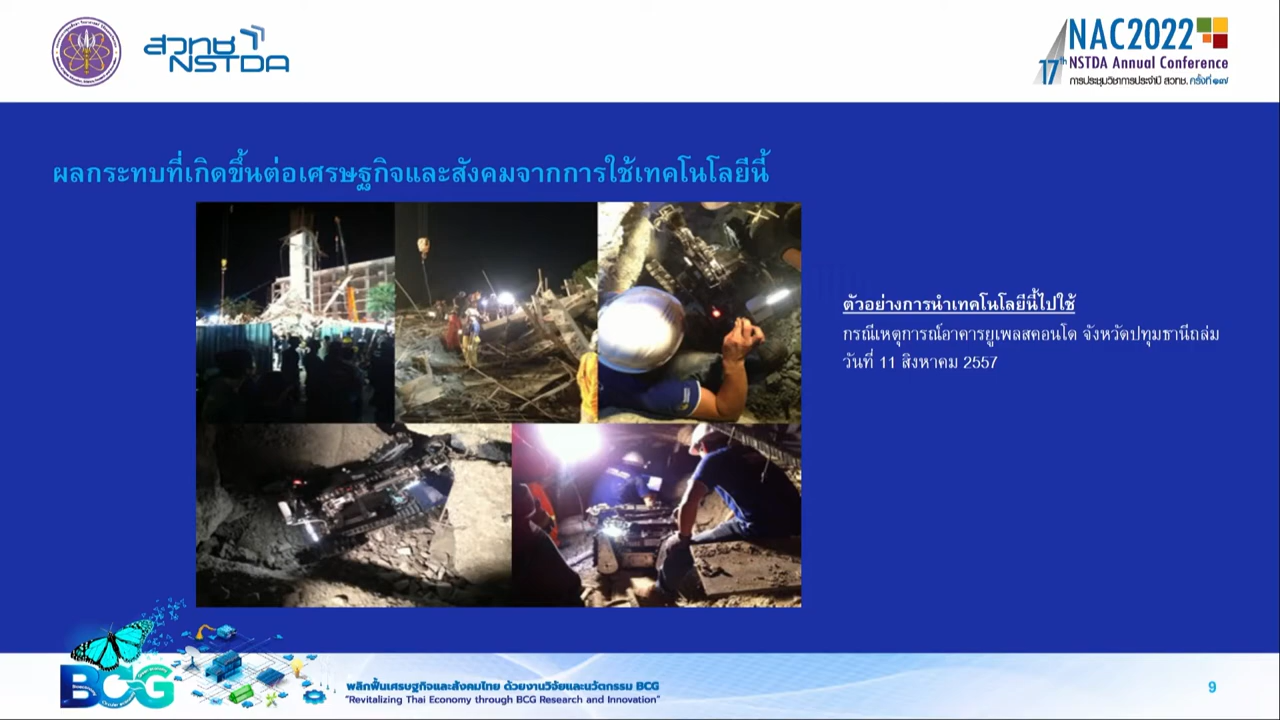 สวทช
NSTDA
NAC2022
17th NSTDA Annual Conference
การประชุมวิชาการประจำปี สวทช. ครั้งที่ ๑๗
ผลกระทบที่เกิดขึ้นต่อเศรษฐกิจและสังคมจากการใช้เทคโนโลยีนี้
ตัวอย่างการนำเทคโนโลยีนี้ไปใช้
กรณีเหตุการณ์อาคารยูเพลสคอนโด จังหวัดปทุมธานีถล่ม
วันที่ 11 สิงหาคม 2557
BCG
พลิกฟื้นเศรษฐกิจและสังคมไทย ด้วยงานวิจัยและนวัตกรรม BCG
"Revitalizing Thai Economy through BCG Research and Innovation"
9